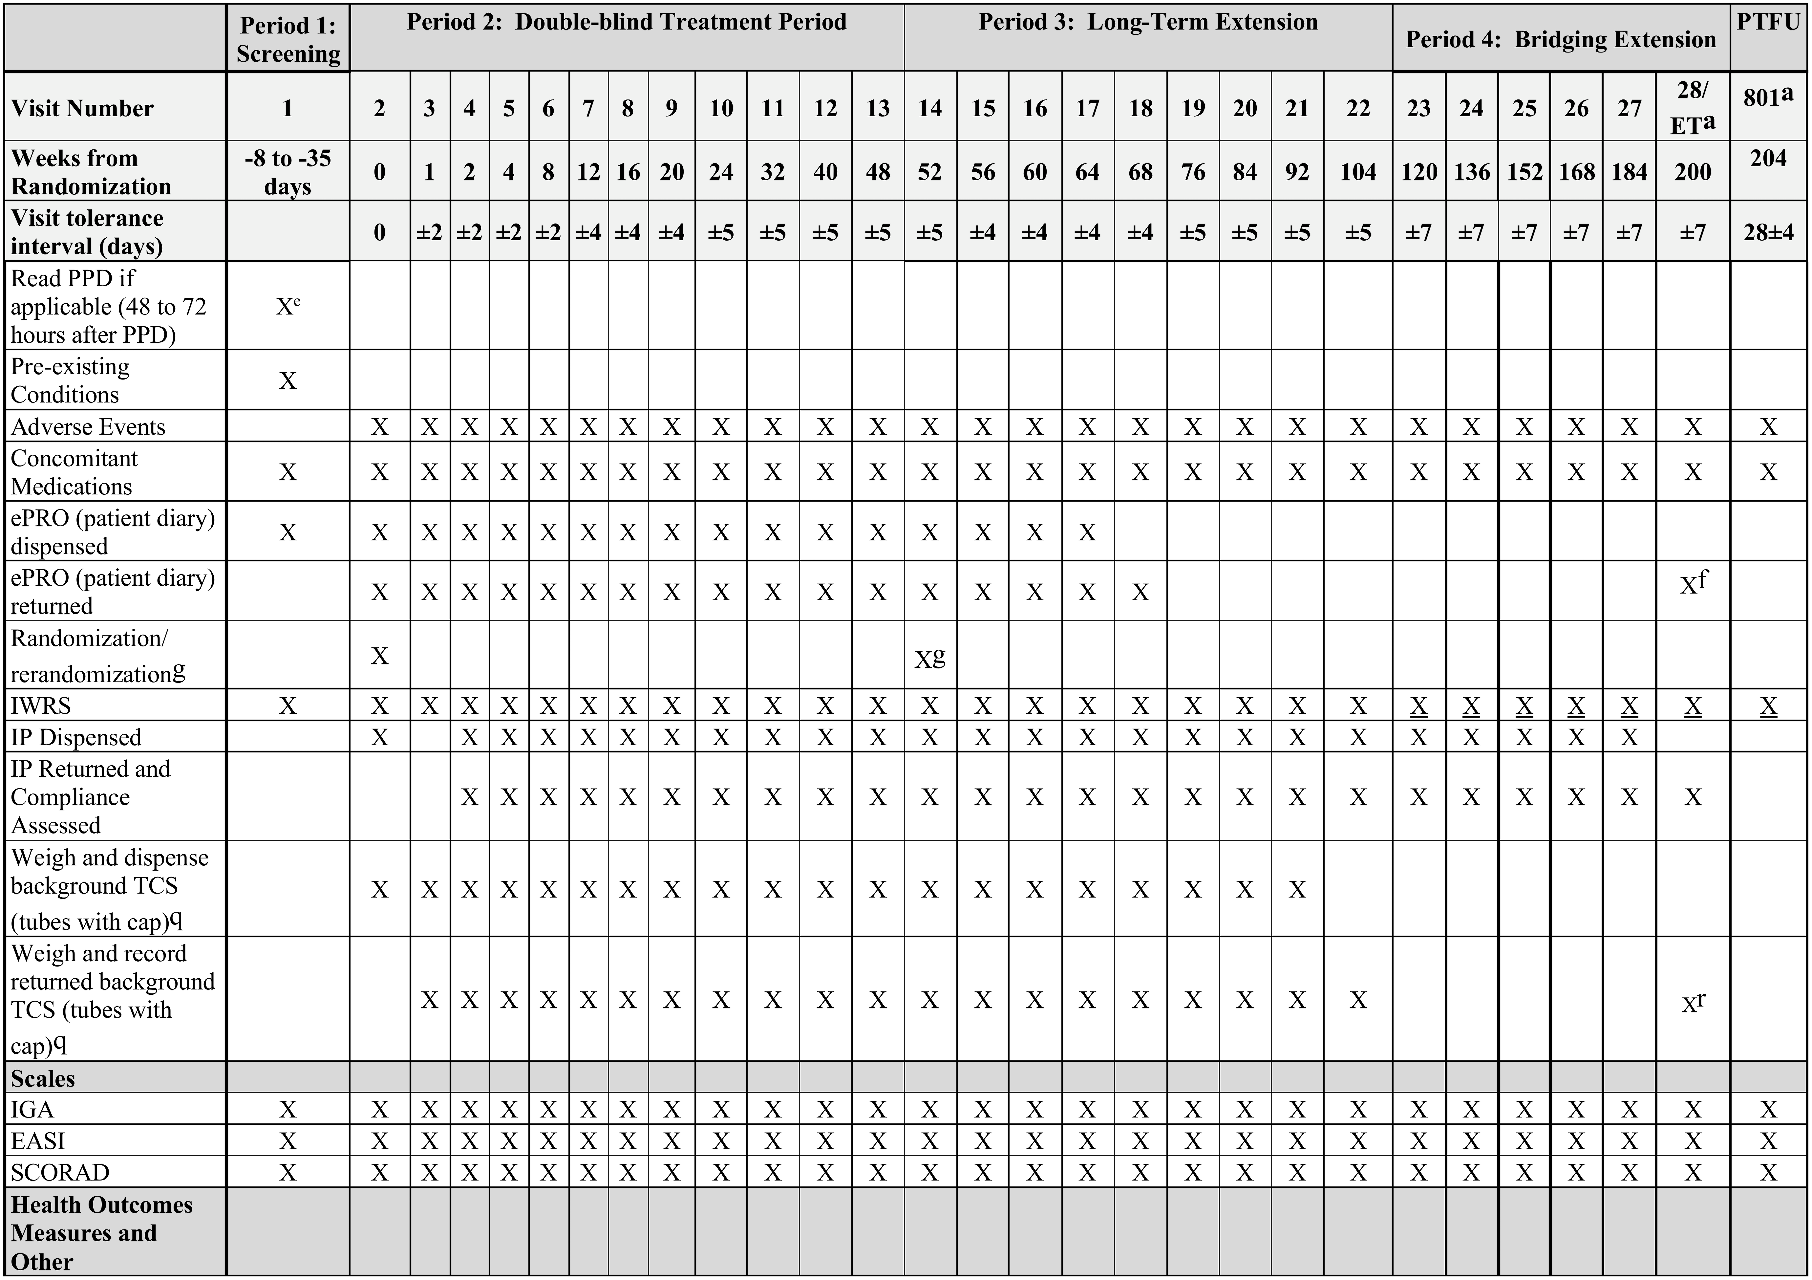 Period 1: Screening | Period 2: Double-blind Treatment Period | Period 3: Long-Term Extension | Period 4: Bridging Extension | PTFU
Visit Number | 1 | 2 | 3 | 4 | 5 | 6 | 7 | 8 | 9 | 10 | 11 | 12 | 13 | 14 | 15 | 16 | 17 | 18 | 19 | 20 | 21 | 22 | 23 | 24 | 25 | 26 | 27 | 28/ ETa | 801a
Weeks from Randomization | -8 to -35 days | 0 | 1 | 2 | 4 | 8 | 12 | 16 | 20 | 24 | 32 | 40 | 48 | 52 | 56 | 60 | 64 | 68 | 76 | 84 | 92 | 104 | 120 | 136 | 152 | 168 | 184 | 200 | 204
Visit tolerance interval (days) | | 0 | ±2 | ±2 | ±2 | ±2 | ±4 | ±4 | ±4 | ±5 | ±5 | ±5 | ±5 | ±5 | ±4 | ±4 | ±4 | ±4 | ±5 | ±5 | ±5 | ±5 | ±7 | ±7 | ±7 | ±7 | ±7 | ±7 | 28±4
Read PPD if applicable (48 to 72 hours after PPD) | Xc
Pre-existing Conditions | X
Adverse Events | | X | X | X | X | X | X | X | X | X | X | X | X | X | X | X | X | X | X | X | X | X | X | X | X | X | X | X | X
Concomitant Medications | X | X | X | X | X | X | X | X | X | X | X | X | X | X | X | X | X | X | X | X | X | X | X | X | X | X | X | X | X
ePRO (patient diary) dispensed | X | X | X | X | X | X | X | X | X | X | X | X | X | X | X | X | X
ePRO (patient diary) returned | | X | X | X | X | X | X | X | X | X | X | X | X | X | X | X | X | X | | | | | | | | | | Xf
Randomization/ rerandomizationg | | X | | | | | | | | | | | | Xg
IWRS | X | X | X | X | X | X | X | X | X | X | X | X | X | X | X | X | X | X | X | X | X | X | X | X | X | X | X | X | X
IP Dispensed | | X | | X | X | X | X | X | X | X | X | X | X | X | X | X | X | X | X | X | X | X | X | X | X | X | X
IP Returned and Compliance Assessed | | | | X | X | X | X | X | X | X | X | X | X | X | X | X | X | X | X | X | X | X | X | X | X | X | X | X
Weigh and dispense background TCS (tubes with cap)q | | X | X | X | X | X | X | X | X | X | X | X | X | X | X | X | X | X | X | X | X
Weigh and record returned background TCS (tubes with cap)q | | | X | X | X | X | X | X | X | X | X | X | X | X | X | X | X | X | X | X | X | X | | | | | | Xr
Scales
IGA | X | X | X | X | X | X | X | X | X | X | X | X | X | X | X | X | X | X | X | X | X | X | X | X | X | X | X | X | X
EASI | X | X | X | X | X | X | X | X | X | X | X | X | X | X | X | X | X | X | X | X | X | X | X | X | X | X | X | X | X
SCORAD | X | X | X | X | X | X | X | X | X | X | X | X | X | X | X | X | X | X | X | X | X | X | X | X | X | X | X | X | X
Health Outcomes Measures and Other